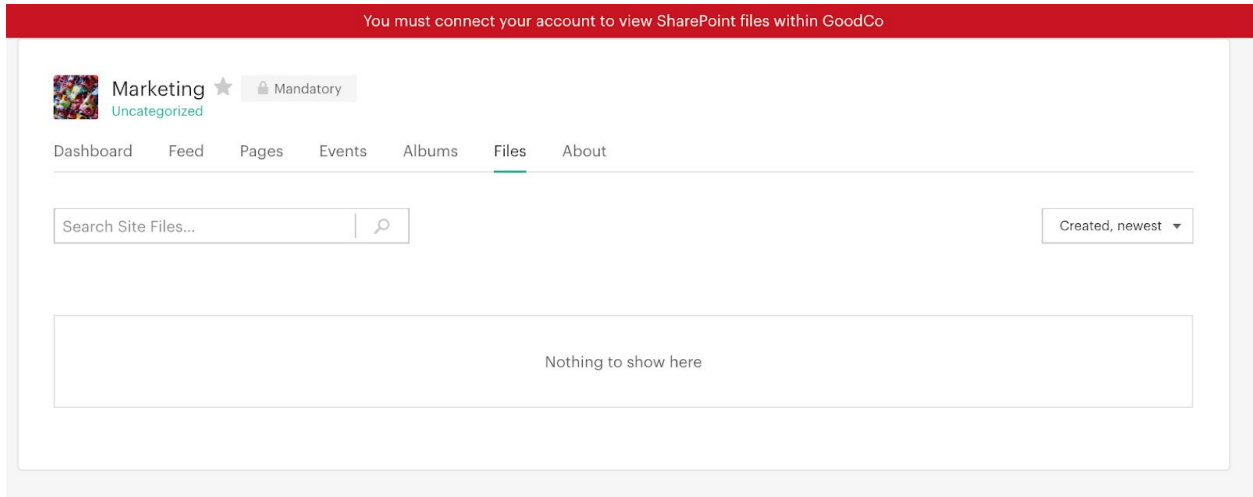 You must connect your account to view SharePoint files within GoodCo
Marketing Mandatory
Uncategorized
Dashboard Feed Pages Events Albums Files About
Search Site Files... Created, newest
Nothing to show here